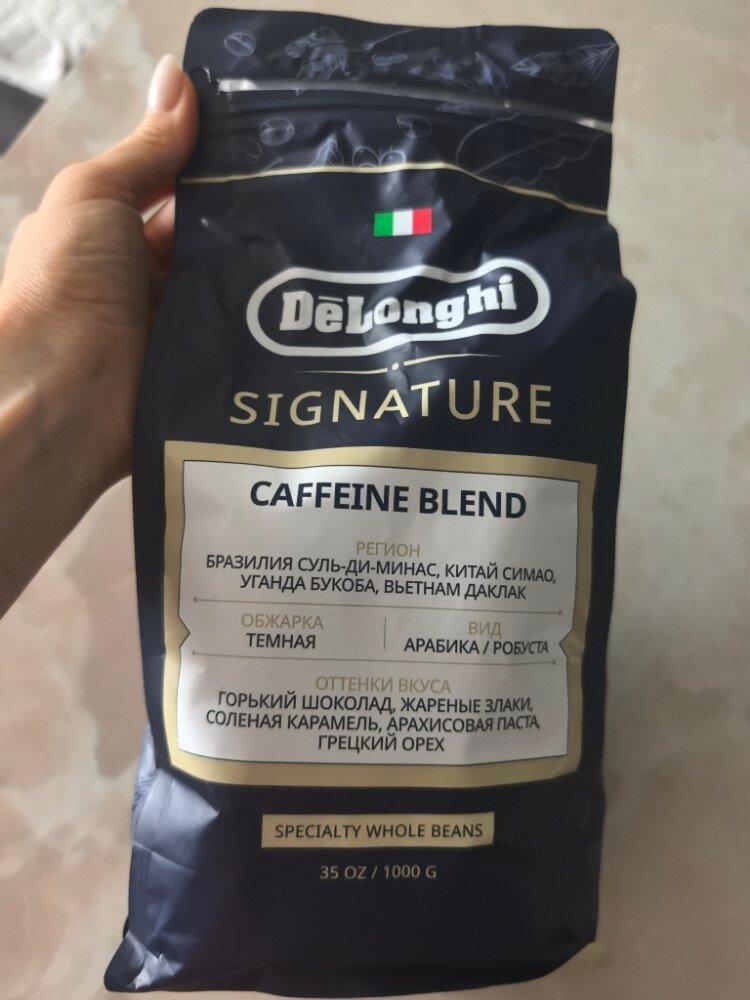 DēLonghi
SIGNATURE
CAFFEINE BLEND
РЕГИОН
БРАЗИЛИЯ СУЛЬ-ДИ-МИНАС, КИТАЙ СИМАО,
УГАНДА БУКОБА, ВЬЕТНАМ ДАКЛАК
ОБЖАРКА
ТЕМНАЯ
ВИД
АРАБИКА / РОБУСТА
ОТТЕНКИ ВКУСА
ГОРЬКИЙ ШОКОЛАД, ЖАРЕНЫЕ ЗЛАКИ,
СОЛЕНАЯ КАРАМЕЛЬ, АРАХИСОВАЯ ПАСТА,
ГРЕЦКИЙ ОРЕХ
SPECIALTY WHOLE BEANS
35 OZ / 1000 G